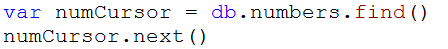 var numCursor = db.numbers.find()
numCursor.next()